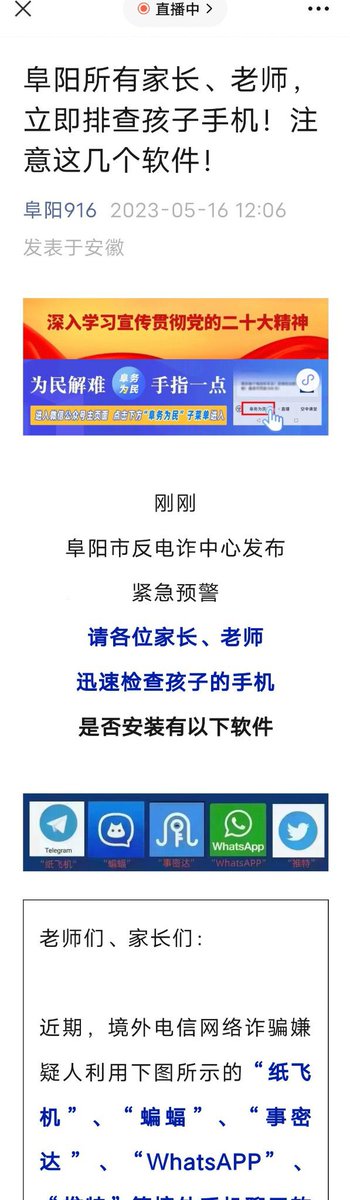 直播中
阜阳所有家长、老师，
立即排查孩子手机！注
意这几个软件！
阜阳916 2023-05-16 12:06
发表于安徽
深入学习宣传贯彻党的二十大精神
为民解难 阜务为民 手指一点
进入微信公众号主页面 点击下方“阜务为民”子菜单进入
阜务为民 直播 空中课堂
刚刚
阜阳市反电诈中心发布
紧急预警
请各位家长、老师
迅速检查孩子的手机
是否安装有以下软件
Telegram WhatsApp
“纸飞机” “蝙蝠” “事密达” “WhatsAPP” “推特”
老师们、家长们：
近期，境外电信网络诈骗嫌
疑人利用下图所示的“纸飞
机”、“蝙蝠”、“事密
达”、“WhatsAPP”、